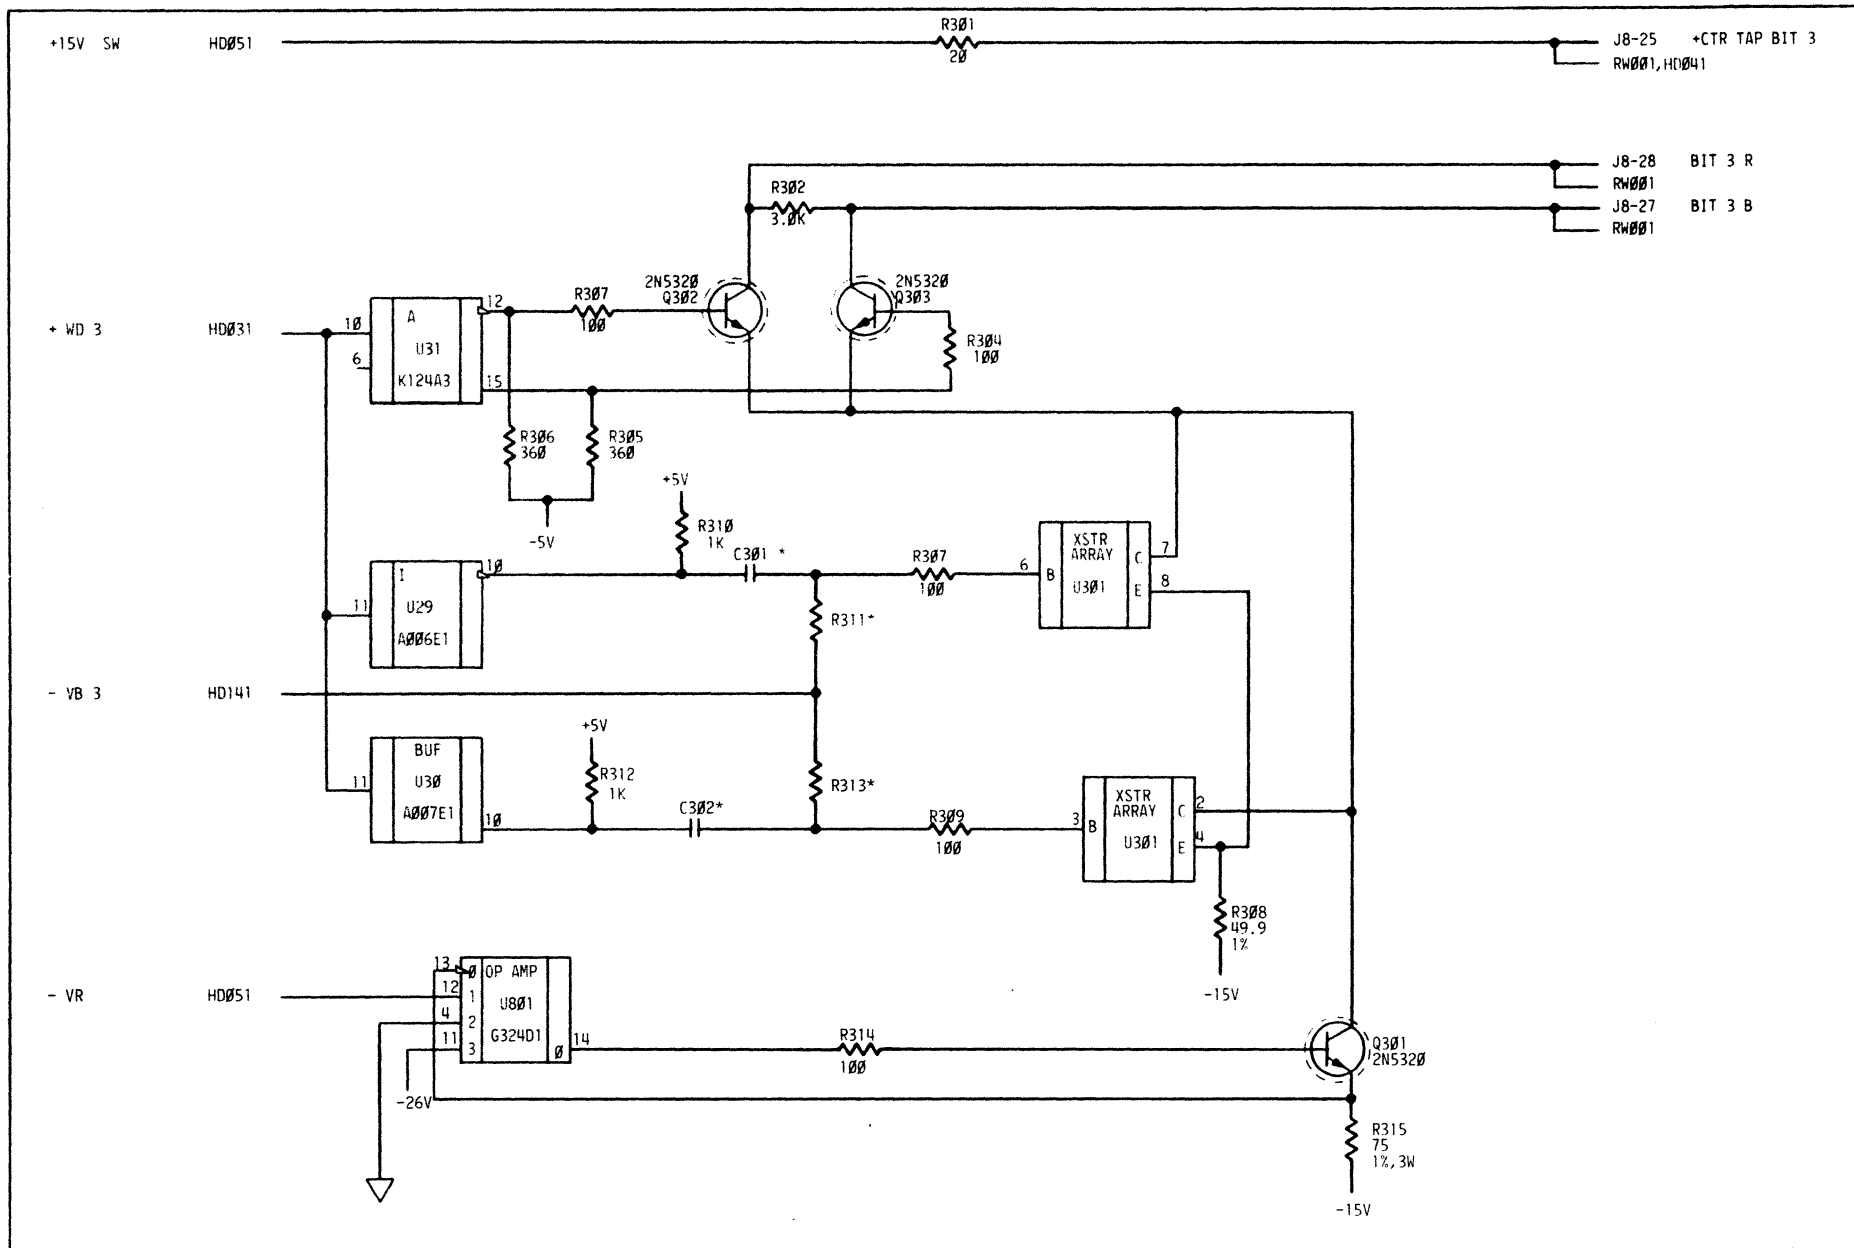 +15V SW HDØ51
R3Ø1
2Ø
J8-25 +CTR TAP BIT 3
RWØØ1,HDØ41
J8-28 BIT 3 R
RWØØ1
R3Ø2
3.ØK
J8-27 BIT 3 B
RWØØ1
2N532Ø
Q3Ø2
2N532Ø
Q3Ø3
R3Ø7
1ØØ
+ WD 3 HDØ31
1Ø
6
A
U31
K124A3
12
15
R3Ø4
1ØØ
R3Ø6
36Ø
R3Ø5
36Ø
-5V
+5V
R31Ø
1K
C3Ø1 *
R3Ø7
1ØØ
11
I
U29
AØØ6E1
1Ø
R311*
6
B
XSTR
ARRAY
U3Ø1
C
E
7
8
- VB 3 HD141
+5V
R312
1K
R313*
11
BUF
U3Ø
AØØ7E1
1Ø
C3Ø2*
R3Ø9
1ØØ
3
B
XSTR
ARRAY
U3Ø1
C
E
2
4
R3Ø8
49.9
1%
-15V
- VR HDØ51
13
12
4
11
Ø
1
2
3
OP AMP
U8Ø1
G324D1
Ø
14
-26V
R314
1ØØ
Q3Ø1
2N532Ø
R315
75
1%,3W
-15V